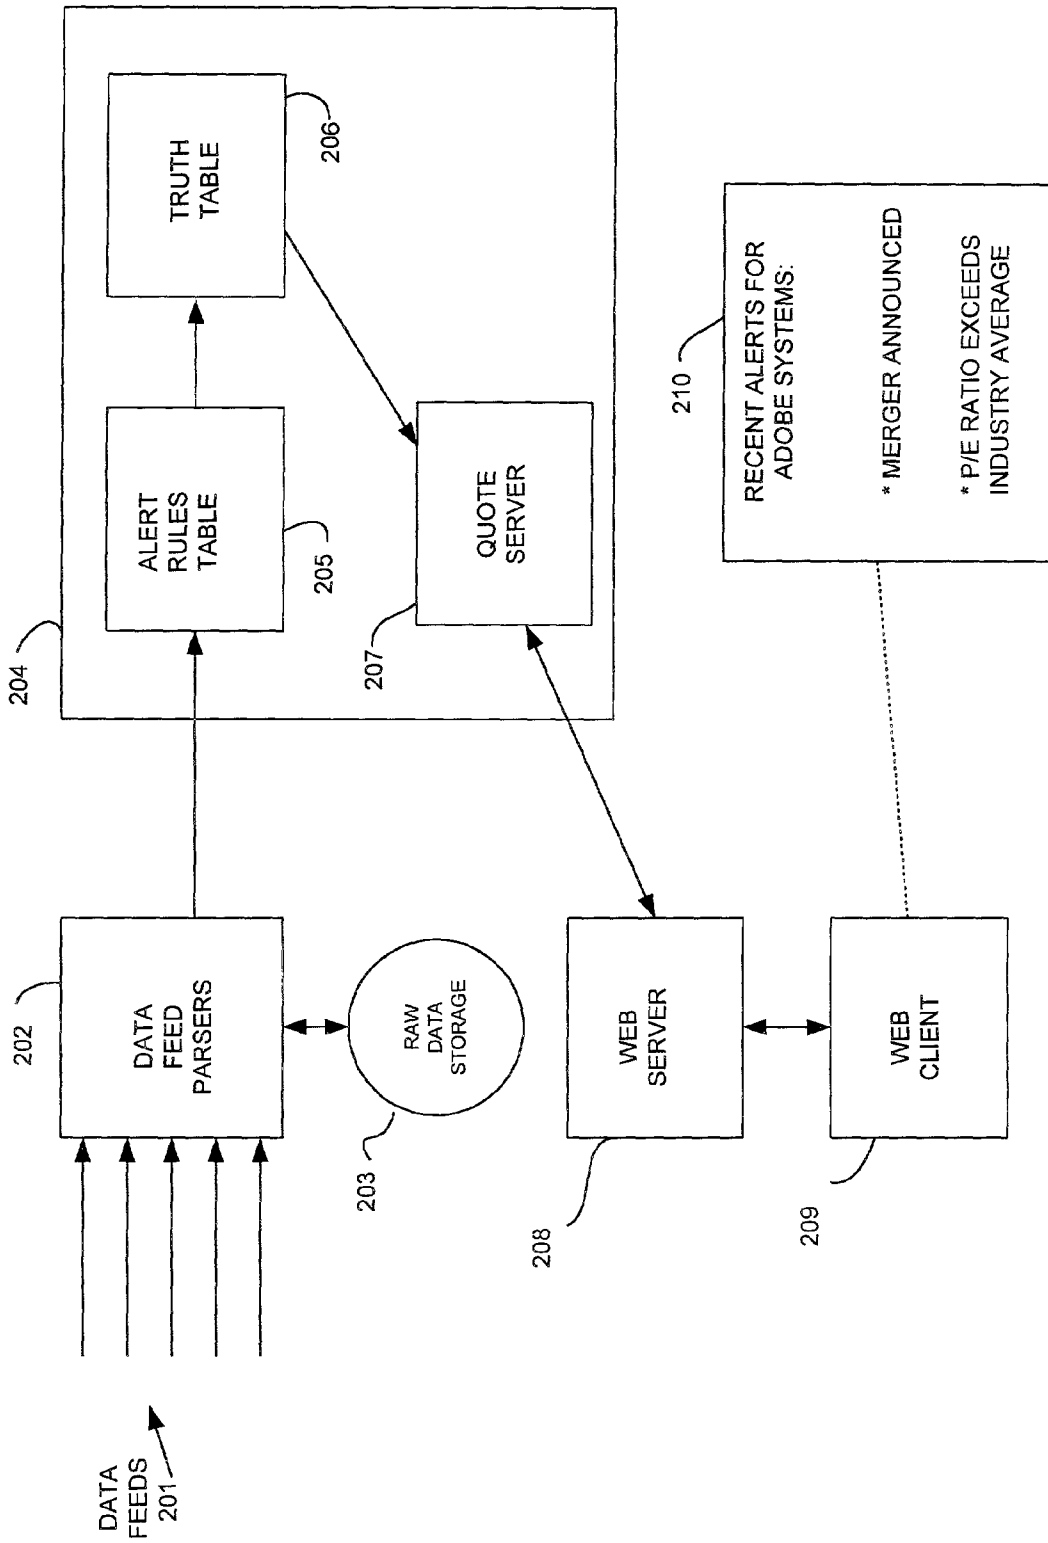 DATA
FEEDS
201
202
DATA
FEED
PARSERS
203
RAW
DATA
STORAGE
204
ALERT
RULES
TABLE
205
TRUTH
TABLE
206
207
QUOTE
SERVER
208
WEB
SERVER
209
WEB
CLIENT
210
RECENT ALERTS FOR
ADOBE SYSTEMS:
* MERGER ANNOUNCED
* P/E RATIO EXCEEDS
INDUSTRY AVERAGE